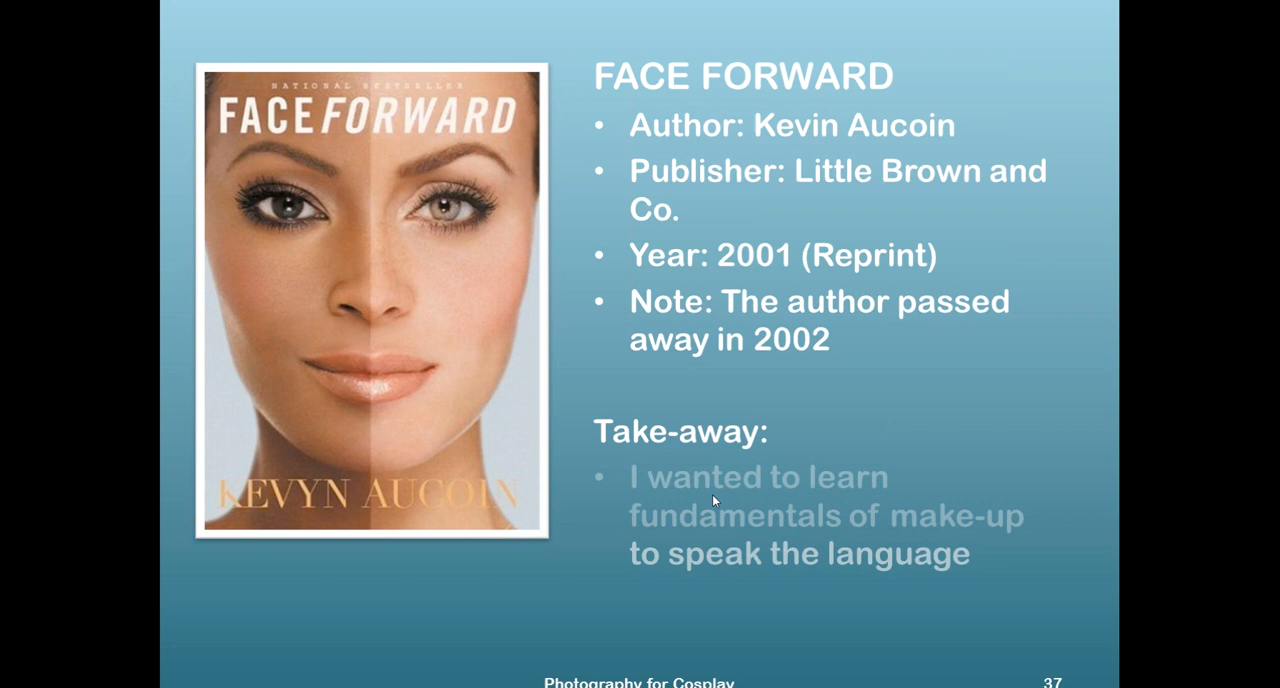 NATIONAL BESTSELLER
FACE FORWARD
KEVYN AUCOIN
FACE FORWARD
• Author: Kevin Aucoin
• Publisher: Little Brown and
Co.
• Year: 2001 (Reprint)
• Note: The author passed
away in 2002
Take-away:
• I wanted to learn
fundamentals of make-up
to speak the language
Photography for Cosplay
37